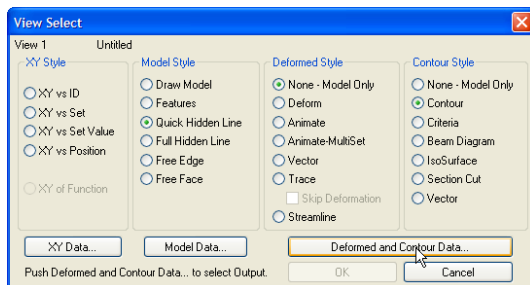 View Select
View 1 Untitled
XY Style
XY vs ID
XY vs Set
XY vs Set Value
XY vs Position
XY of Function
Model Style
Draw Model
Features
Quick Hidden Line
Full Hidden Line
Free Edge
Free Face
Deformed Style
None - Model Only
Deform
Animate
Animate-MultiSet
Vector
Trace
Skip Deformation
Streamline
Contour Style
None - Model Only
Contour
Criteria
Beam Diagram
IsoSurface
Section Cut
Vector
XY Data...
Model Data...
Deformed and Contour Data...
Push Deformed and Contour Data... to select Output.
OK
Cancel